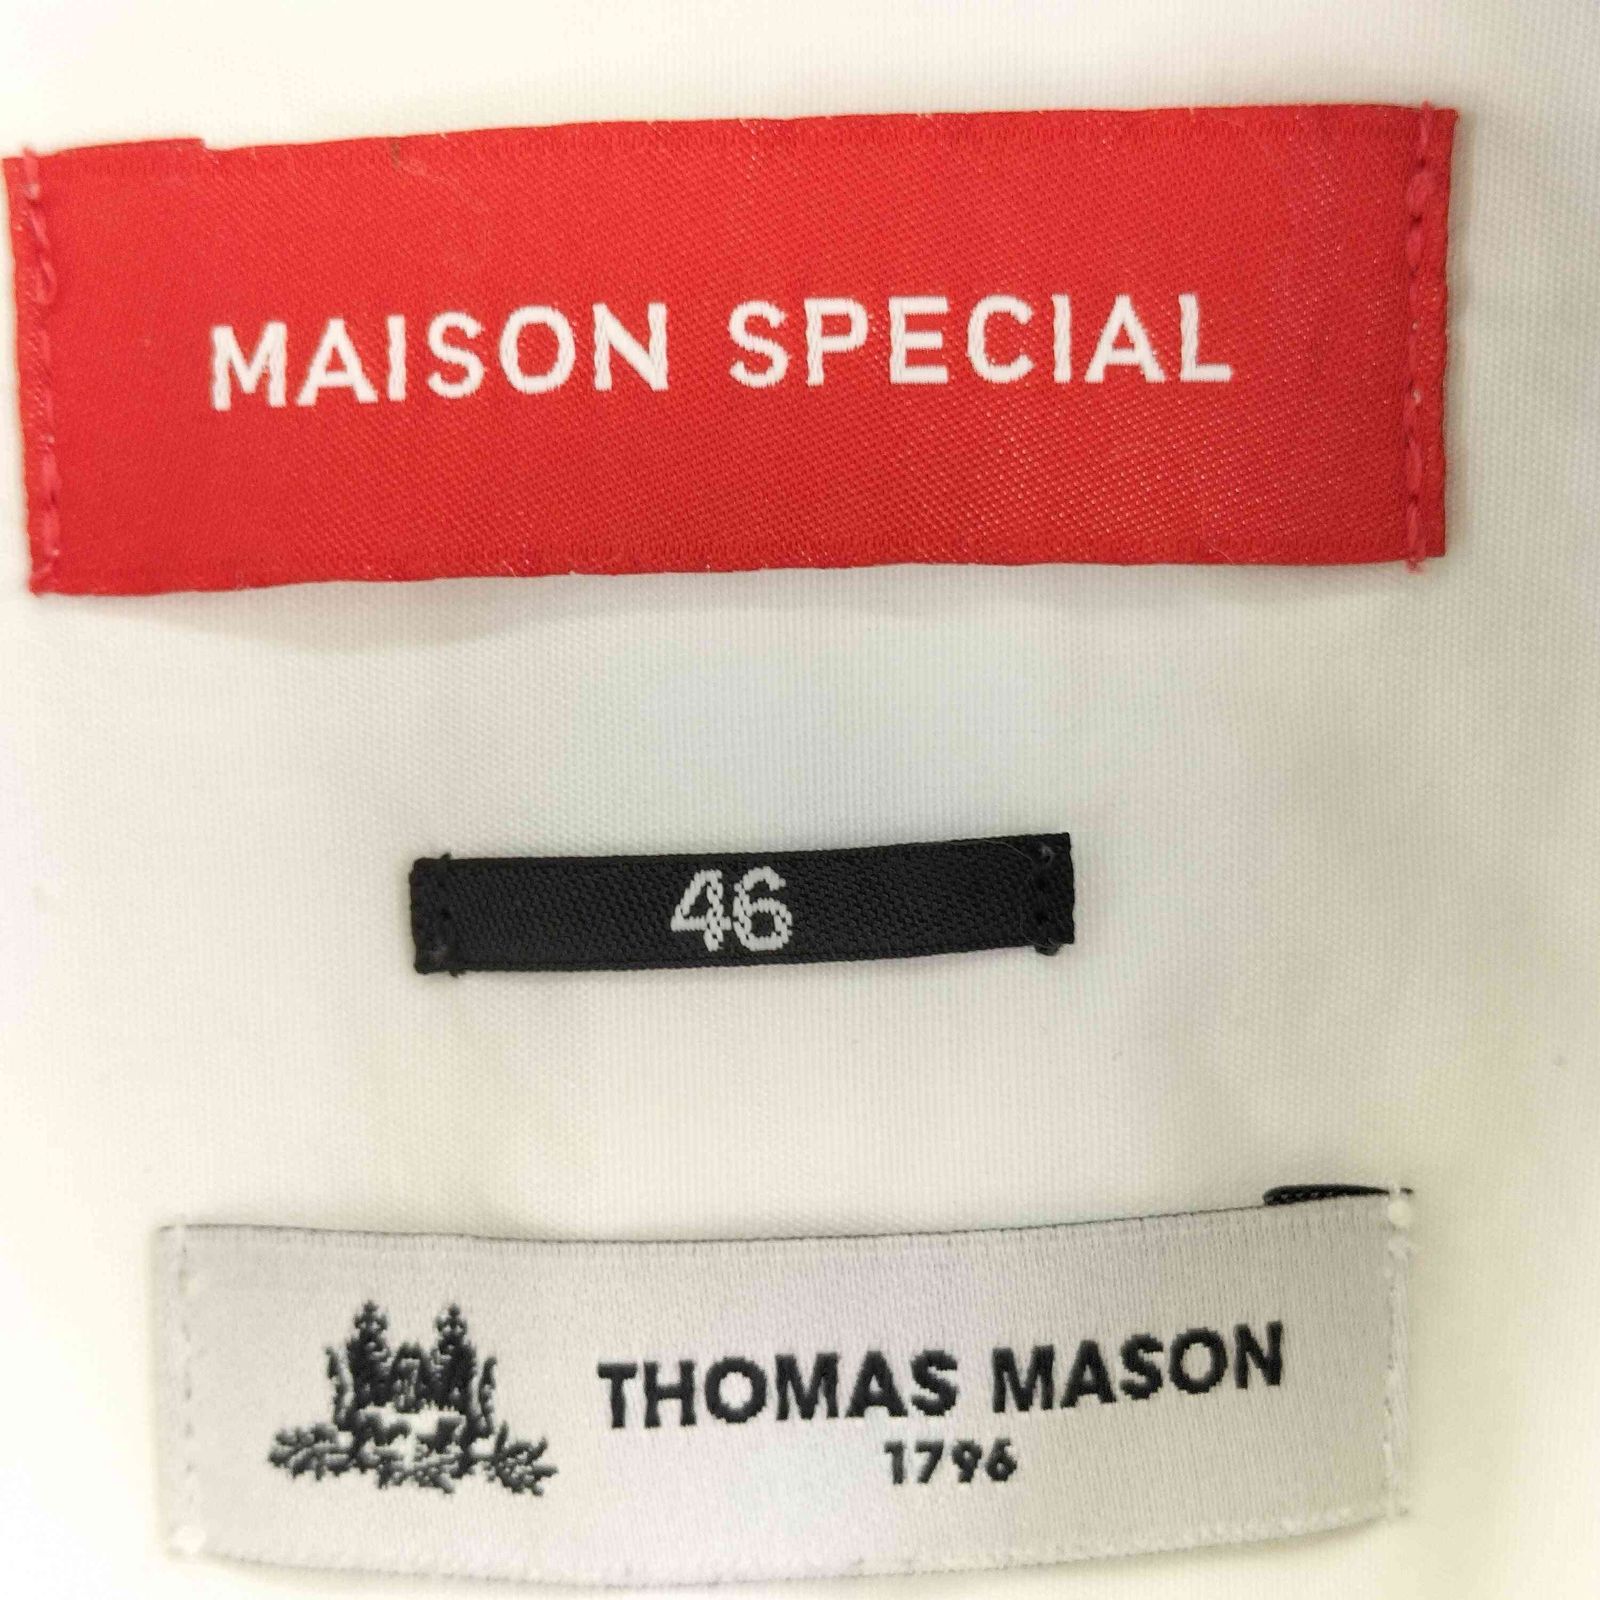 MAISON SPECIAL
46
THOMAS MASON
1796